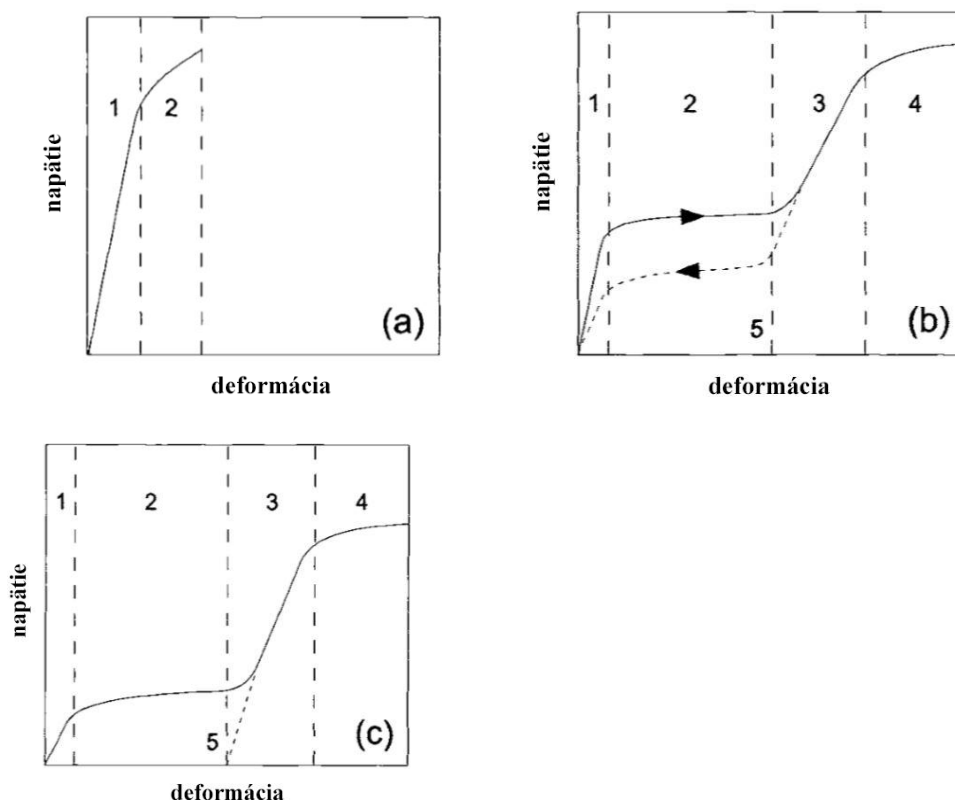 1 2
napätie
(a)
deformácia
1 2 3 4
napätie
5
(b)
deformácia
1 2 3 4
napätie
5
(c)
deformácia